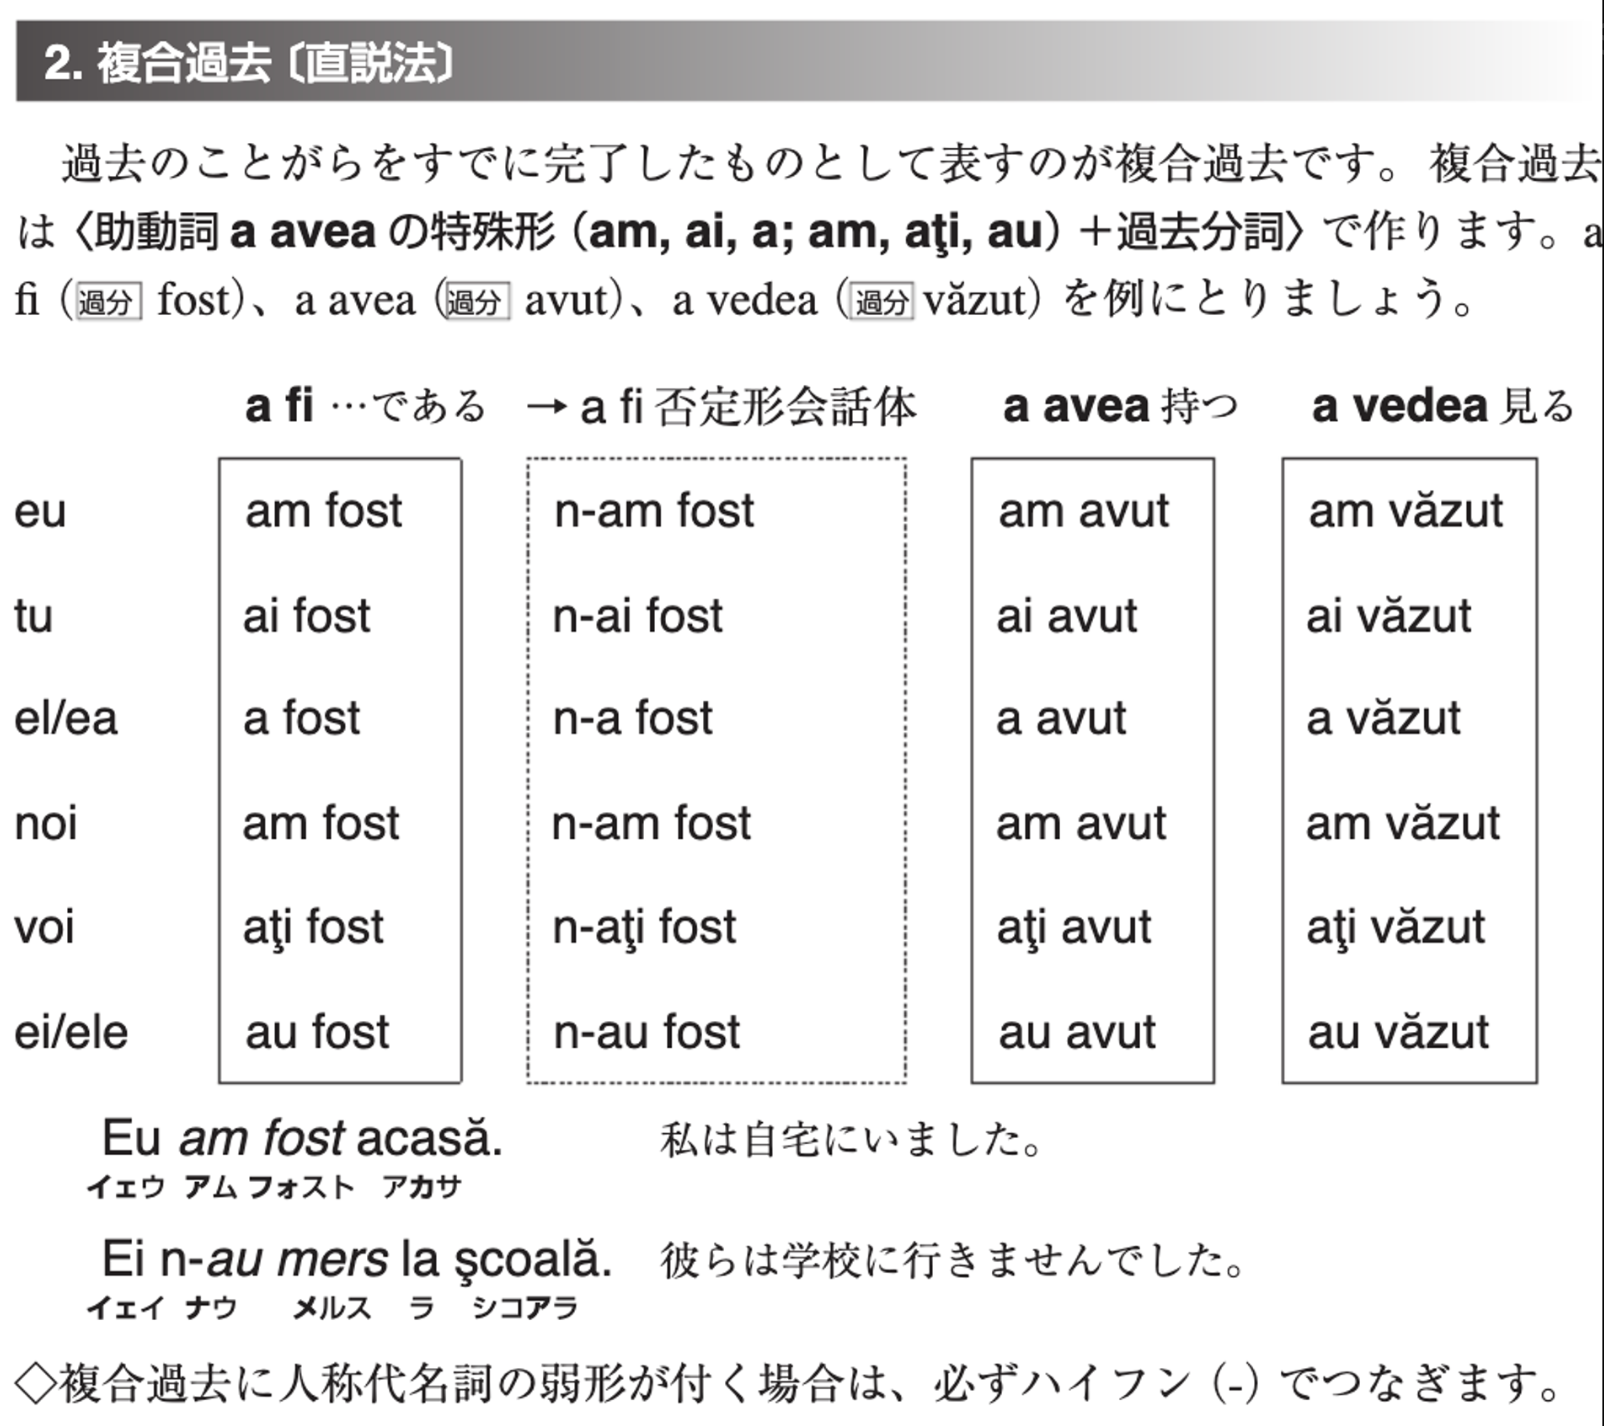 2. 複合過去〔直説法〕
過去のことがらをすでに完了したものとして表すのが複合過去です。複合過去
は〈助動詞 a avea の特殊形（am, ai, a; am, aţi, au）＋過去分詞〉で作ります。a
fi（過分 fost）、a avea（過分 avut）、a vedea（過分 văzut）を例にとりましょう。
a fi …である → a fi 否定形会話体 a avea 持つ a vedea 見る
eu am fost n-am fost am avut am văzut
tu ai fost n-ai fost ai avut ai văzut
el/ea a fost n-a fost a avut a văzut
noi am fost n-am fost am avut am văzut
voi aţi fost n-aţi fost aţi avut aţi văzut
ei/ele au fost n-au fost au avut au văzut
Eu am fost acasă. 私は自宅にいました。
イェウ アム フォスト アカサ
Ei n-au mers la şcoală. 彼らは学校に行きませんでした。
イェイ ナウ メルス ラ シコアラ
◇複合過去に人称代名詞の弱形が付く場合は、必ずハイフン（-）でつなぎます。